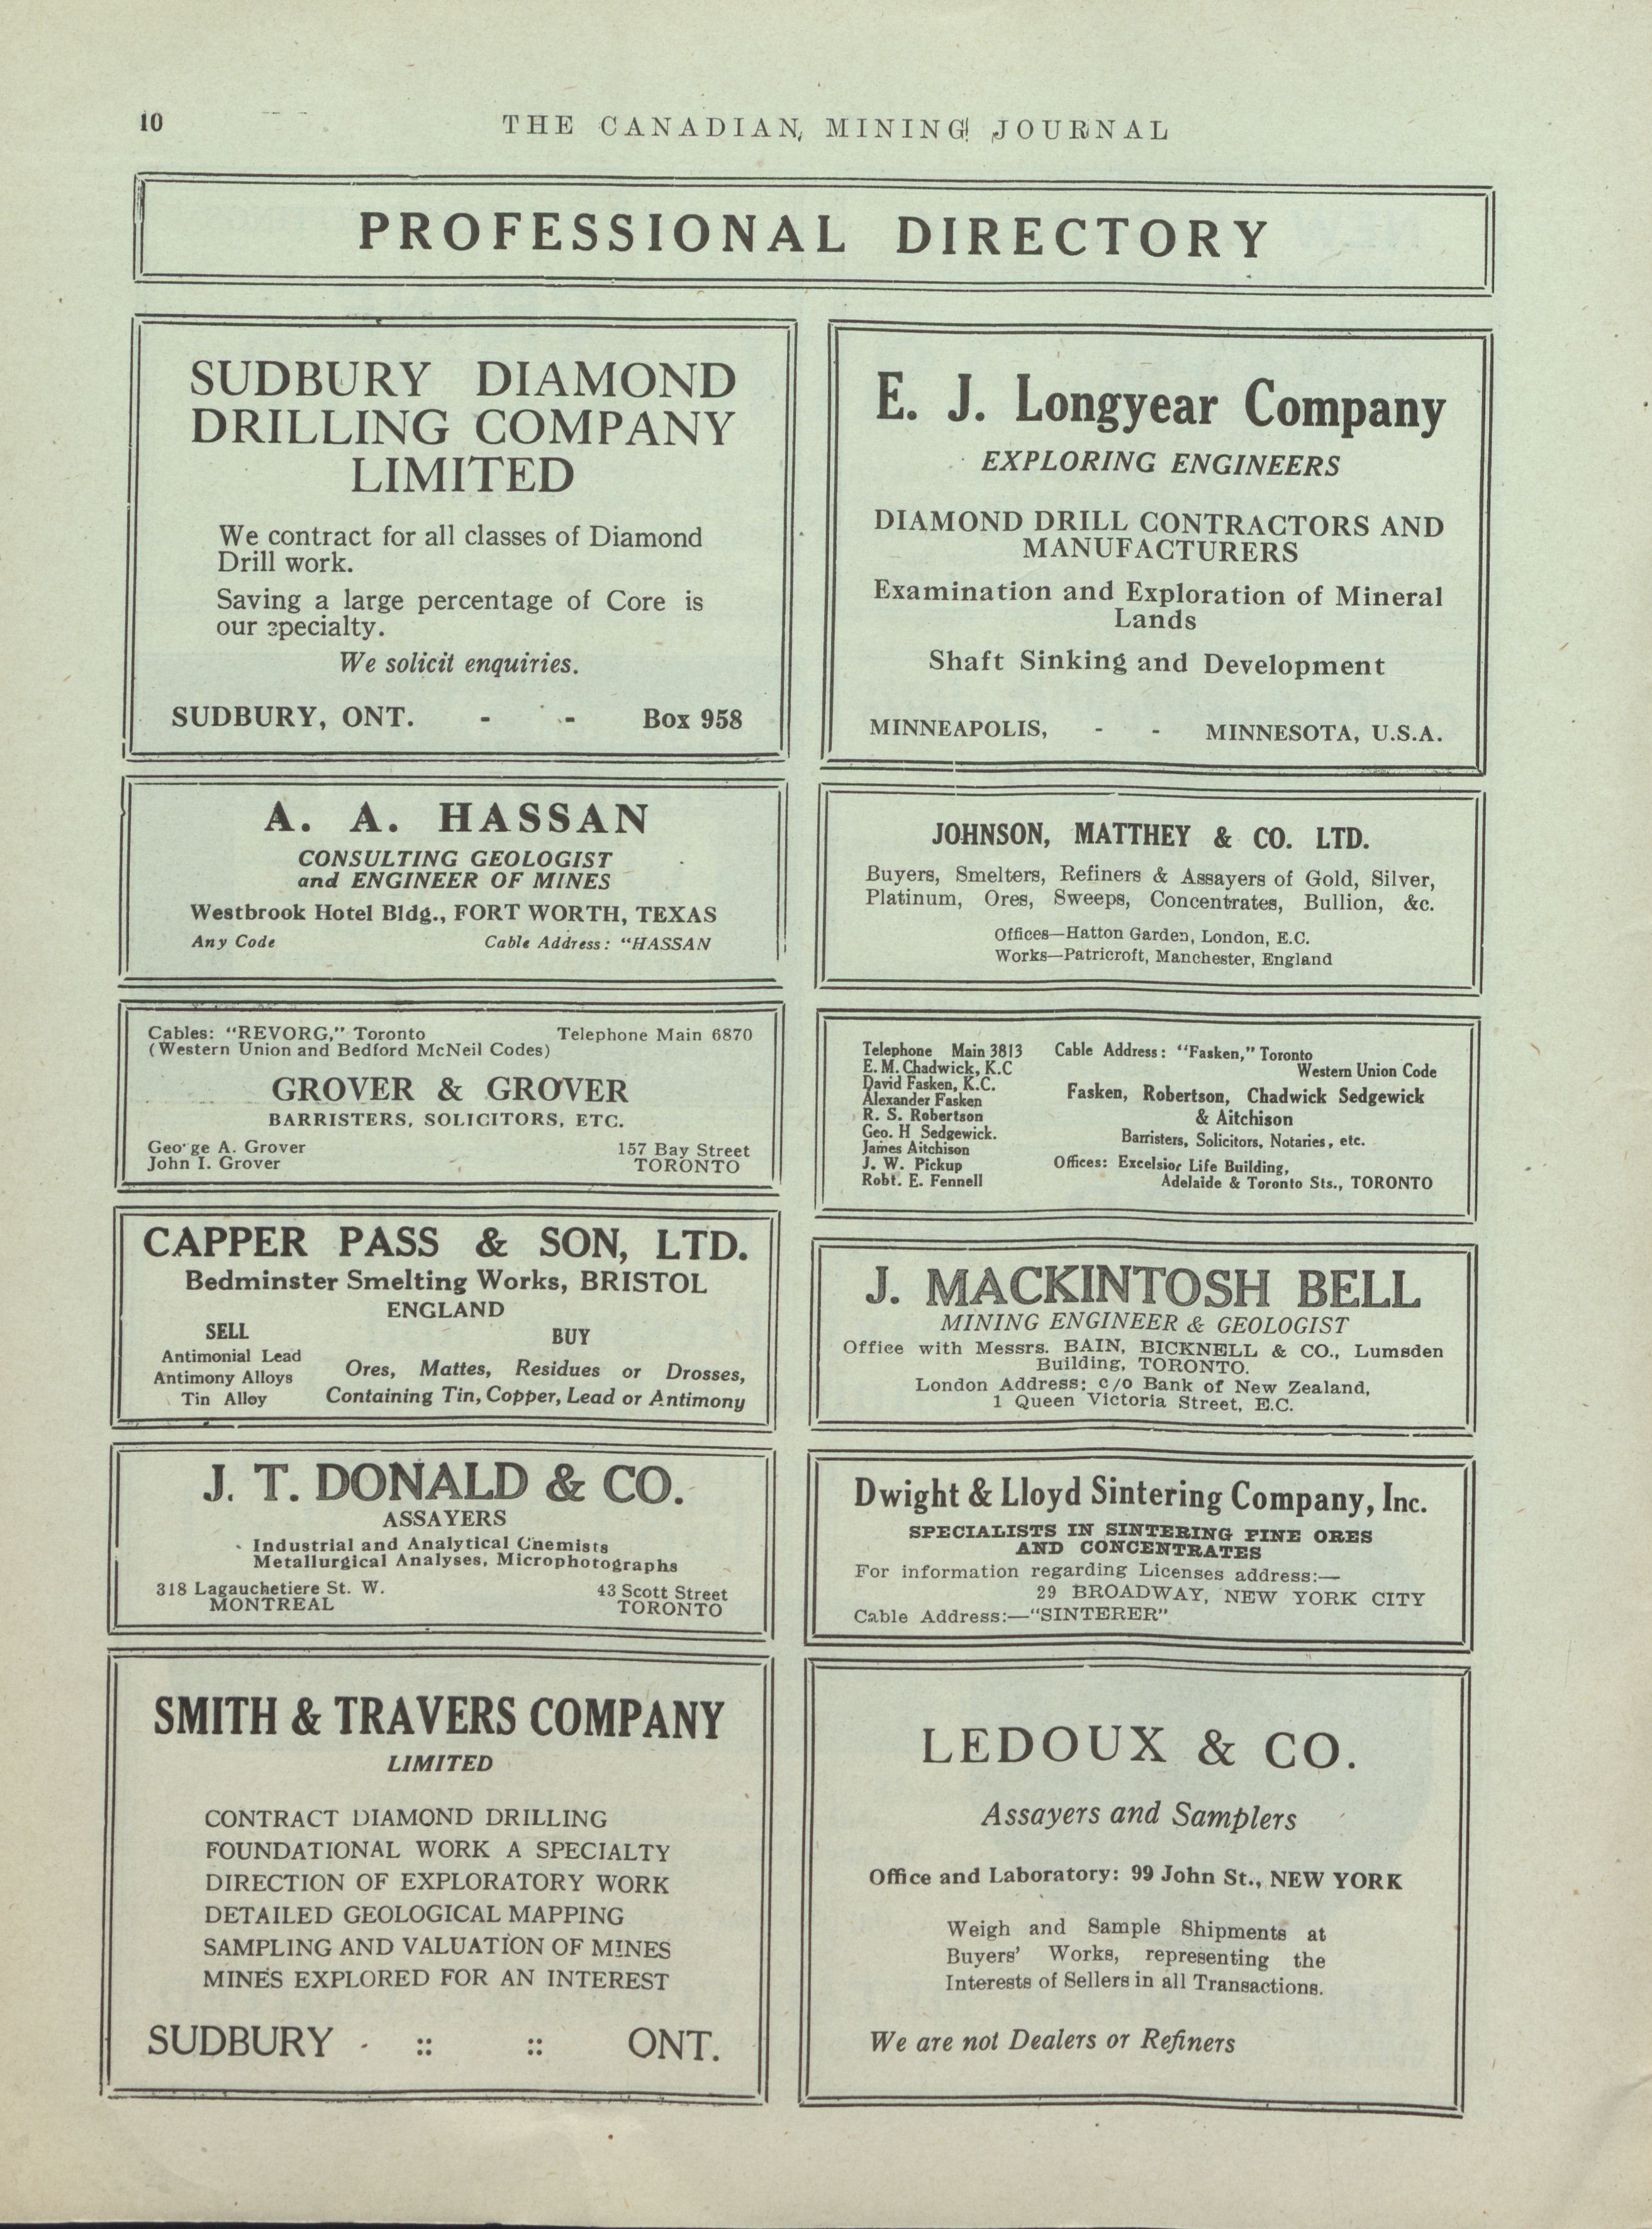 10
THE CANADIAN MINING JOURNAL
PROFESSIONAL DIRECTORY
SUDBURY DIAMOND
DRILLING COMPANY
LIMITED
We contract for all classes of Diamond
Drill work.
Saving a large percentage of Core is
our specialty.
We solicit enquiries.
SUDBURY, ONT. - - Box 958
E. J. Longyear Company
EXPLORING ENGINEERS
DIAMOND DRILL CONTRACTORS AND
MANUFACTURERS
Examination and Exploration of Mineral
Lands
Shaft Sinking and Development
MINNEAPOLIS, - - MINNESOTA, U.S.A.
A. A. HASSAN
CONSULTING GEOLOGIST
and ENGINEER OF MINES
Westbrook Hotel Bldg., FORT WORTH, TEXAS
Any Code Cable Address: "HASSAN
JOHNSON, MATTHEY & CO. LTD.
Buyers, Smelters, Refiners & Assayers of Gold, Silver,
Platinum, Ores, Sweeps, Concentrates, Bullion, &c.
Offices—Hatton Garden, London, E.C.
Works—Patricroft, Manchester, England
Cables: "REVORG," Toronto Telephone Main 6870
(Western Union and Bedford McNeil Codes)
GROVER & GROVER
BARRISTERS, SOLICITORS, ETC.
George A. Grover 157 Bay Street
John I. Grover TORONTO
Telephone Main 3813
E. M. Chadwick, K.C
David Fasken, K.C.
Alexander Fasken
R. S. Robertson
Geo. H Sedgewick.
James Aitchison
J. W. Pickup
Robt. E. Fennell
Cable Address: "Fasken," Toronto
Western Union Code
Fasken, Robertson, Chadwick Sedgewick
& Aitchison
Barristers, Solicitors, Notaries, etc.
Offices: Excelsior Life Building,
Adelaide & Toronto Sts., TORONTO
CAPPER PASS & SON, LTD.
Bedminster Smelting Works, BRISTOL
ENGLAND
SELL
Antimonial Lead
Antimony Alloys
Tin Alloy
BUY
Ores, Mattes, Residues or Drosses,
Containing Tin, Copper, Lead or Antimony
J. MACKINTOSH BELL
MINING ENGINEER & GEOLOGIST
Office with Messrs. BAIN, BICKNELL & CO., Lumsden
Building, TORONTO.
London Address: c/o Bank of New Zealand,
1 Queen Victoria Street, E.C.
J. T. DONALD & CO.
ASSAYERS
Industrial and Analytical Chemists
Metallurgical Analyses, Microphotographs
318 Lagauchetiere St. W. 43 Scott Street
MONTREAL TORONTO
Dwight & Lloyd Sintering Company, Inc.
SPECIALISTS IN SINTERING FINE ORES
AND CONCENTRATES
For information regarding Licenses address:—
29 BROADWAY, NEW YORK CITY
Cable Address:—"SINTERER"
SMITH & TRAVERS COMPANY
LIMITED
CONTRACT DIAMOND DRILLING
FOUNDATIONAL WORK A SPECIALTY
DIRECTION OF EXPLORATORY WORK
DETAILED GEOLOGICAL MAPPING
SAMPLING AND VALUATION OF MINES
MINES EXPLORED FOR AN INTEREST
SUDBURY - :: :: ONT.
LEDOUX & CO.
Assayers and Samplers
Office and Laboratory: 99 John St., NEW YORK
Weigh and Sample Shipments at
Buyers' Works, representing the
Interests of Sellers in all Transactions.
We are not Dealers or Refiners